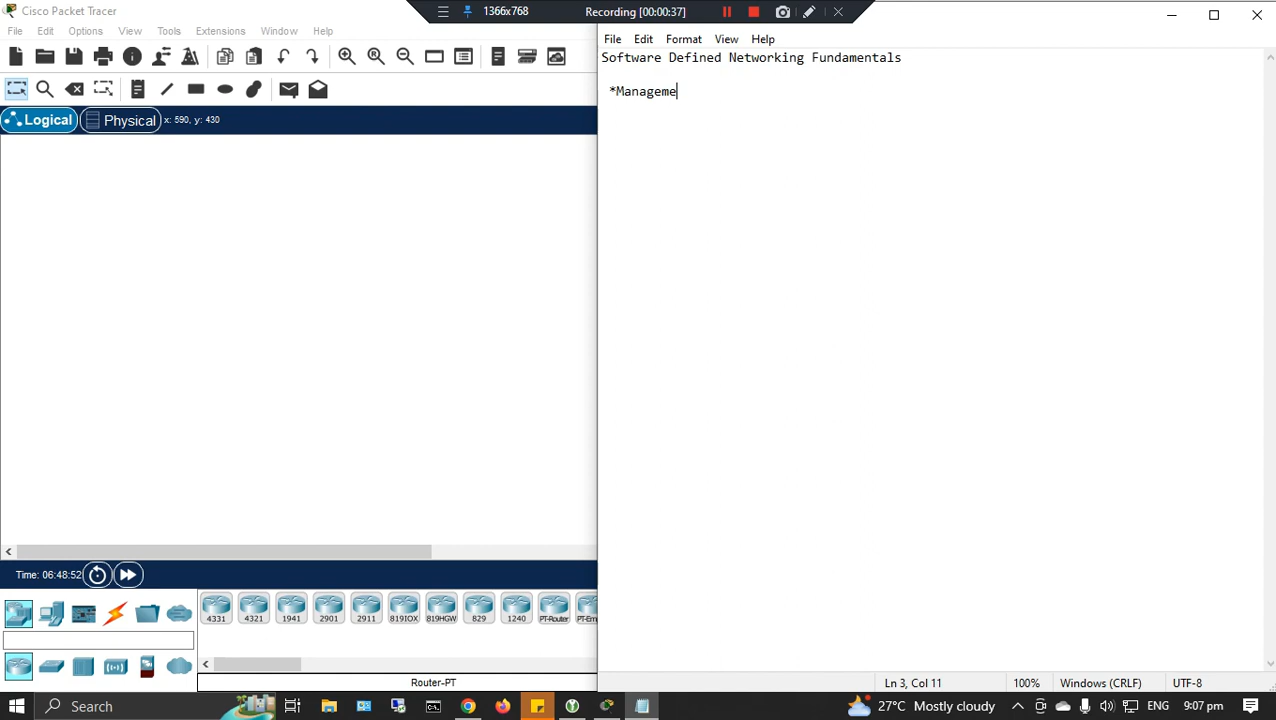 Cisco Packet Tracer
1366x768
Recording [00:00:37]
File Edit Options View Tools Extensions Window Help
File Edit Format View Help
Software Defined Networking Fundamentals
*Manageme
Logical
Physical
x: 590, y: 430
Time: 06:48:52
4331 4321 1941 2901 2911 819IOX 819HGW 829 1240 PT-Router PT-Em
Router-PT
Ln 3, Col 11
100%
Windows (CRLF)
UTF-8
Search
27°C Mostly cloudy
ENG
9:07 pm